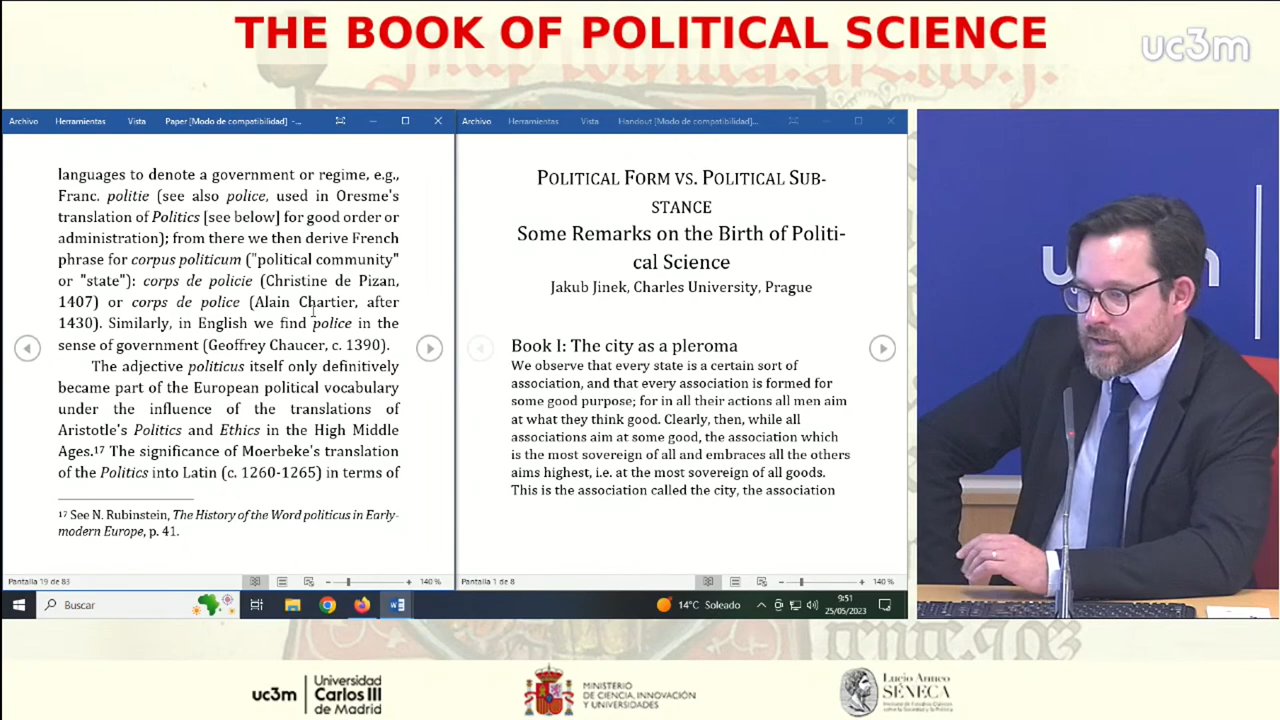 THE BOOK OF POLITICAL SCIENCE
uc3m
Archivo Herramientas Vista Paper [Modo de compatibilidad] -...
languages to denote a government or regime, e.g.,
Franc. politie (see also police, used in Oresme's
translation of Politics [see below] for good order or
administration); from there we then derive French
phrase for corpus politicum ("political community"
or "state"): corps de policie (Christine de Pizan,
1407) or corps de police (Alain Chartier, after
1430). Similarly, in English we find police in the
sense of government (Geoffrey Chaucer, c. 1390).
The adjective politicus itself only definitively
became part of the European political vocabulary
under the influence of the translations of
Aristotle's Politics and Ethics in the High Middle
Ages.17 The significance of Moerbeke's translation
of the Politics into Latin (c. 1260-1265) in terms of
17 See N. Rubinstein, The History of the Word politicus in Early-
modern Europe, p. 41.
Pantalla 19 de 83
140 %
Archivo Herramientas Vista Handout [Modo de compatibilidad]...
POLITICAL FORM VS. POLITICAL SUB-
STANCE
Some Remarks on the Birth of Politi-
cal Science
Jakub Jinek, Charles University, Prague
Book I: The city as a pleroma
We observe that every state is a certain sort of
association, and that every association is formed for
some good purpose; for in all their actions all men aim
at what they think good. Clearly, then, while all
associations aim at some good, the association which
is the most sovereign of all and embraces all the others
aims highest, i.e. at the most sovereign of all goods.
This is the association called the city, the association
Pantalla 1 de 8
140 %
Buscar
14°C Soleado
9:51
25/05/2023
uc3m
Universidad
Carlos III
de Madrid
MINISTERIO
DE CIENCIA, INNOVACIÓN
Y UNIVERSIDADES
Lucio Anneo
SÉNECA